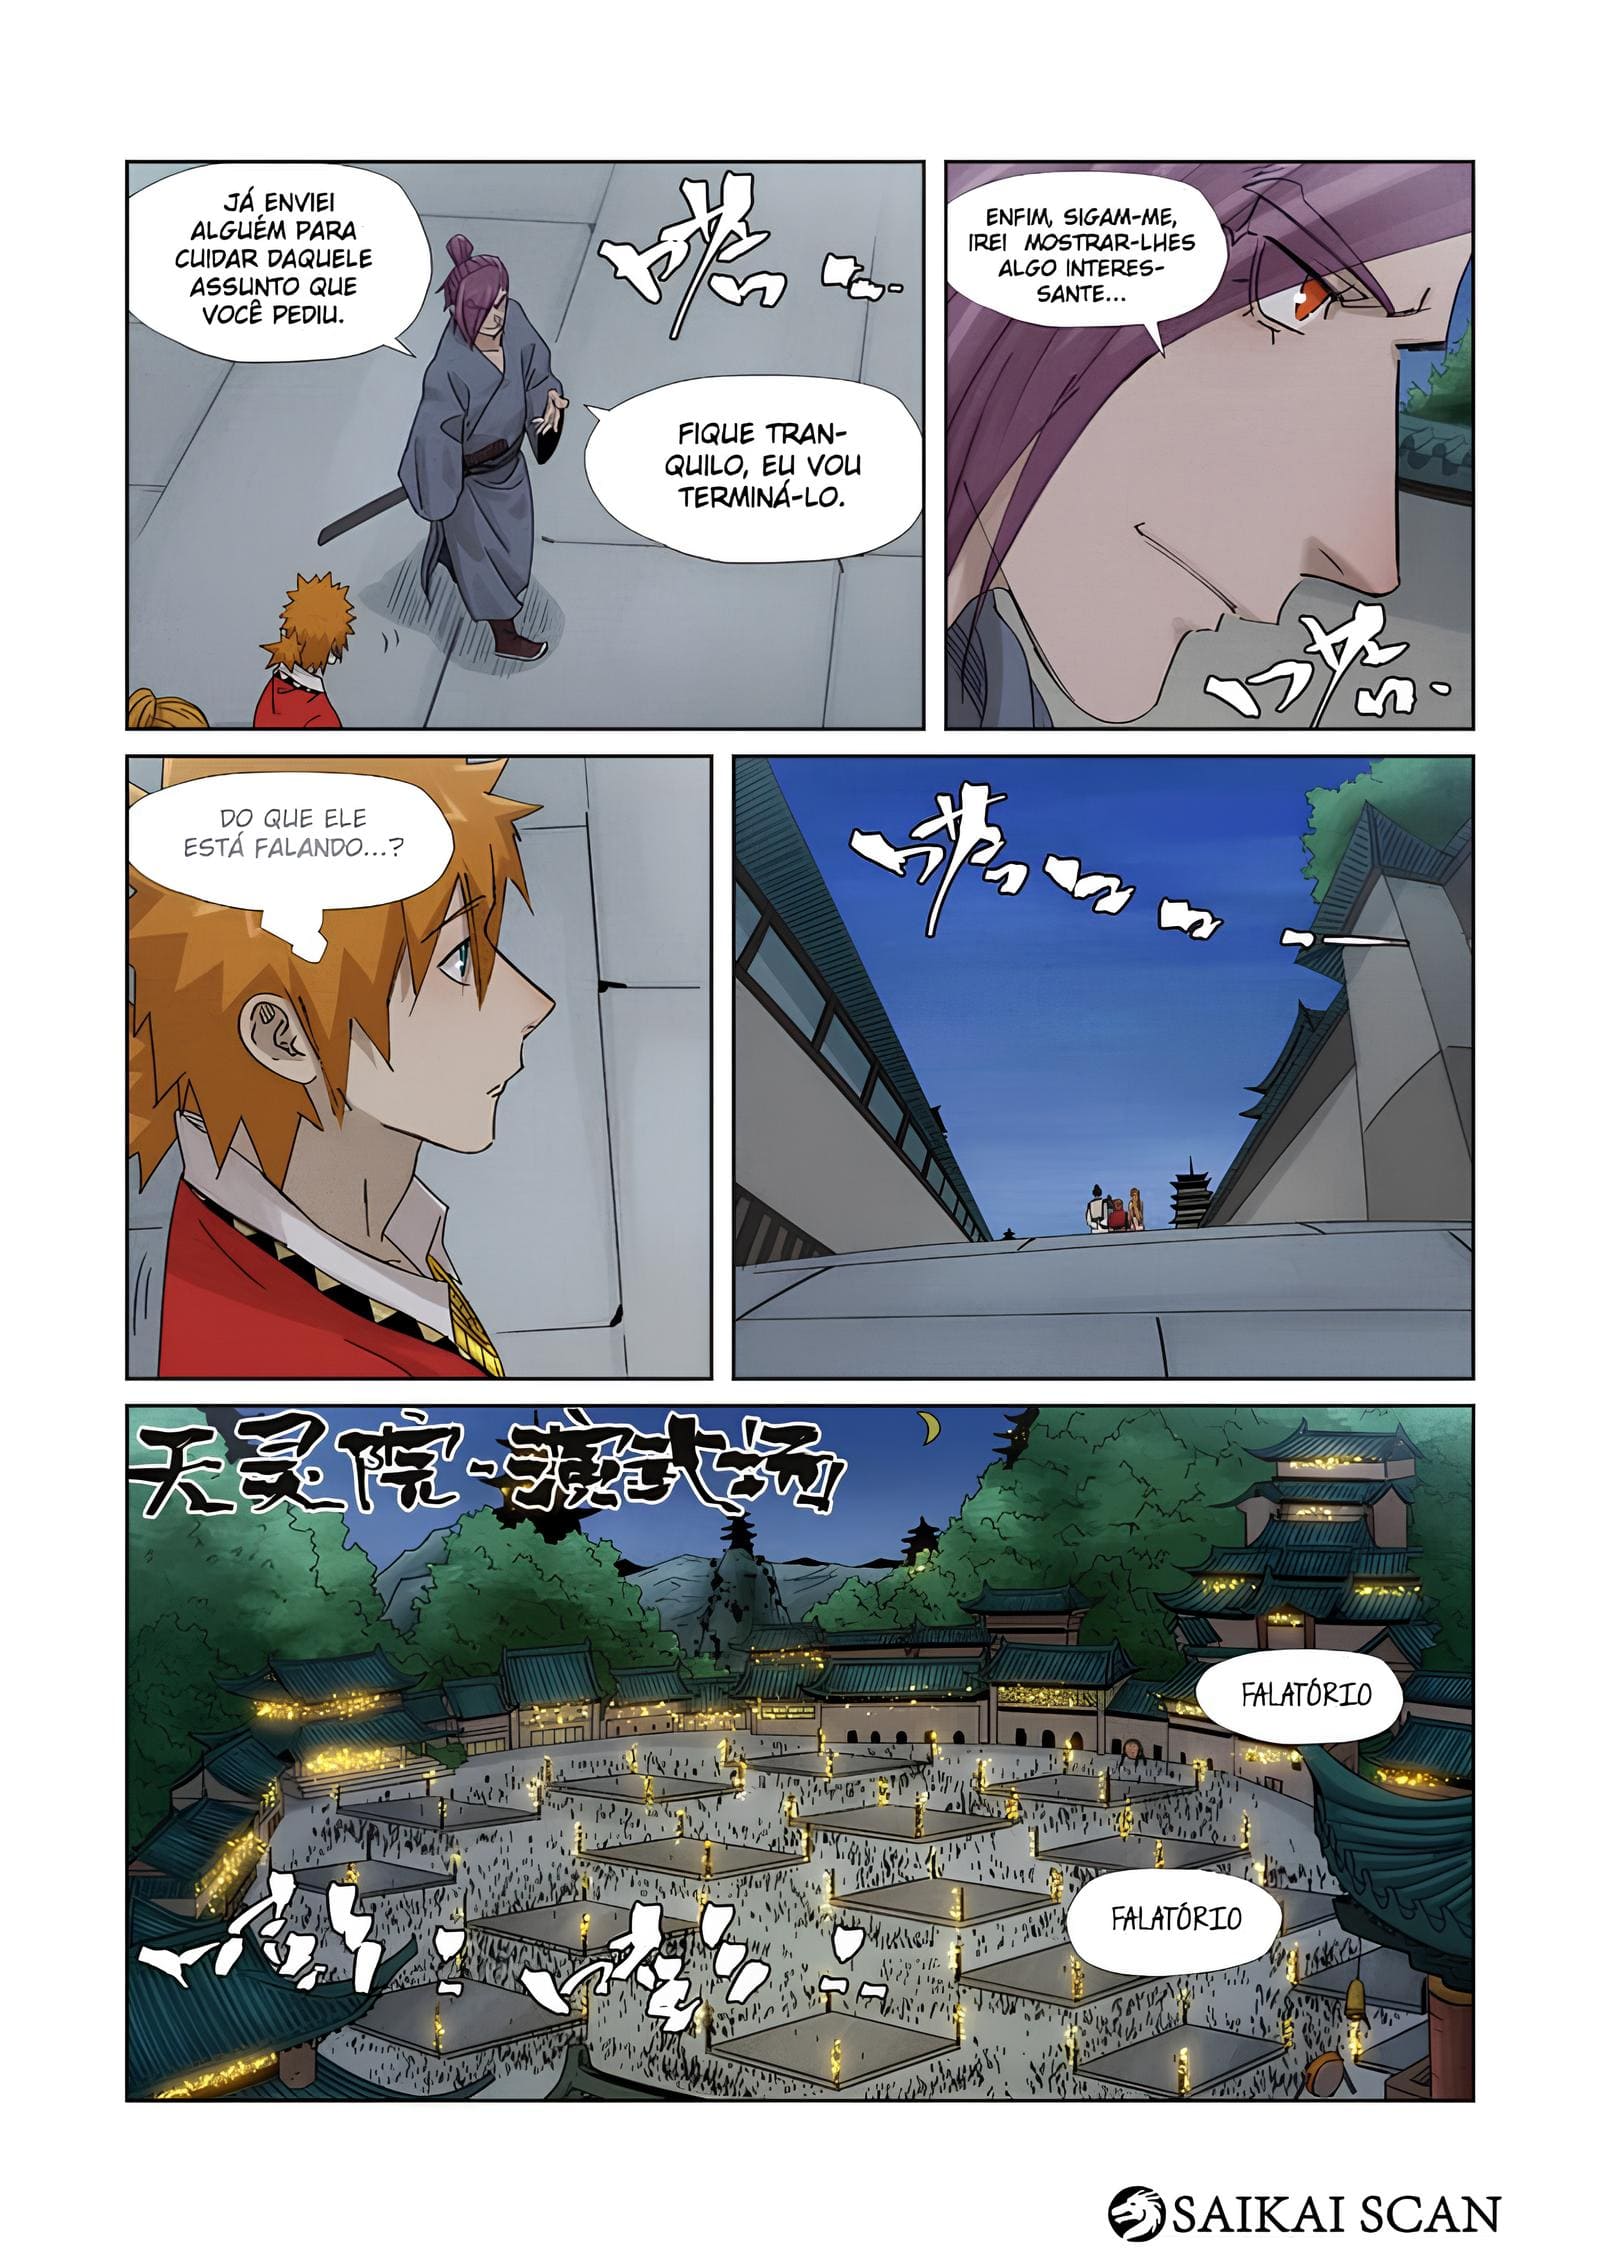 JÁ ENVIEI
ALGUÉM PARA
CUIDAR DAQUELE
ASSUNTO QUE
VOCÊ PEDIU.
FIQUE TRAN-
QUILO, EU VOU
TERMINÁ-LO.
ENFIM, SIGAM-ME,
IREI MOSTRAR-LHES
ALGO INTERES-
SANTE...
DO QUE ELE
ESTÁ FALANDO...?
天灵院·演武场
FALATÓRIO
FALATÓRIO
SAIKAI SCAN